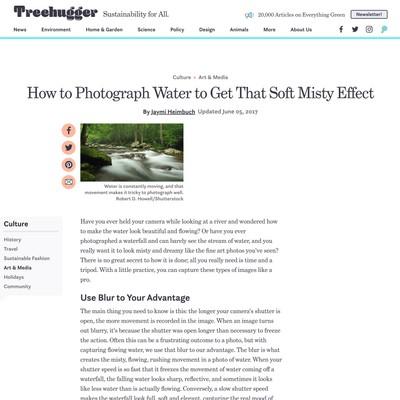 Treehugger Sustainability for All. 20,000 Articles on Everything Green Newsletter!
News Environment Home & Garden Science Policy Design Animals More About Us
Culture Art & Media
How to Photograph Water to Get That Soft Misty Effect
By Jaymi Heimbuch Updated June 05, 2017
Water is constantly moving, and that
movement makes it tricky to photograph well.
Robert D. Howell/Shutterstock
Culture
History
Travel
Sustainable Fashion
Art & Media
Holidays
Community
Have you ever held your camera while looking at a river and wondered how
to make the water look beautiful and flowing? Or have you ever
photographed a waterfall and can barely see the stream of water, and you
really want it to look misty and dreamy like the fine art photos you've seen?
There is no great secret to how it is done; all you really need is time and a
tripod. With a little practice, you can capture these types of images like a
pro.
Use Blur to Your Advantage
The main thing you need to know is this: the longer your camera's shutter is
open, the more movement is recorded in the image. When an image turns
out blurry, it's because the shutter was open longer than necessary to freeze
the action. Often this can be a frustrating outcome to a photo, but with
capturing flowing water, we use that blur to our advantage. The blur is what
creates the misty, flowing, rushing movement in a photo of water. When your
shutter speed is so fast that it freezes the movement of water coming off a
waterfall, the falling water looks sharp, reflective, and sometimes it looks
like less water than is actually flowing. Conversely, a slow shutter speed
makes the waterfall look full, soft and elegant, capturing the real mood of